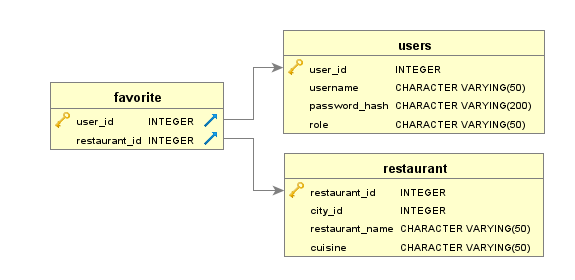 users
user_id INTEGER
username CHARACTER VARYING(50)
password_hash CHARACTER VARYING(200)
role CHARACTER VARYING(50)
favorite
user_id INTEGER
restaurant_id INTEGER
restaurant
restaurant_id INTEGER
city_id INTEGER
restaurant_name CHARACTER VARYING(50)
cuisine CHARACTER VARYING(50)